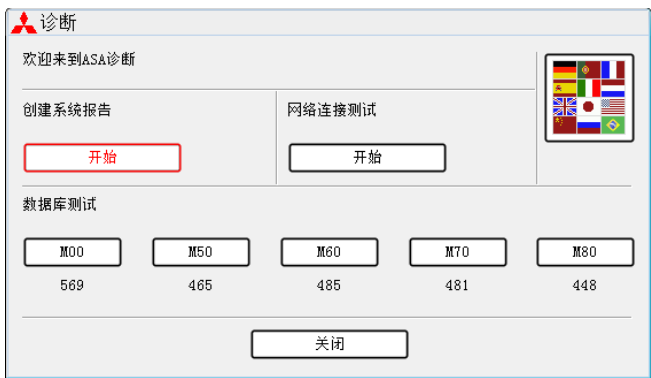 诊断
欢迎来到ASA诊断
创建系统报告
网络连接测试
开始
开始
数据库测试
M00 M50 M60 M70 M80
569 465 485 481 448
关闭